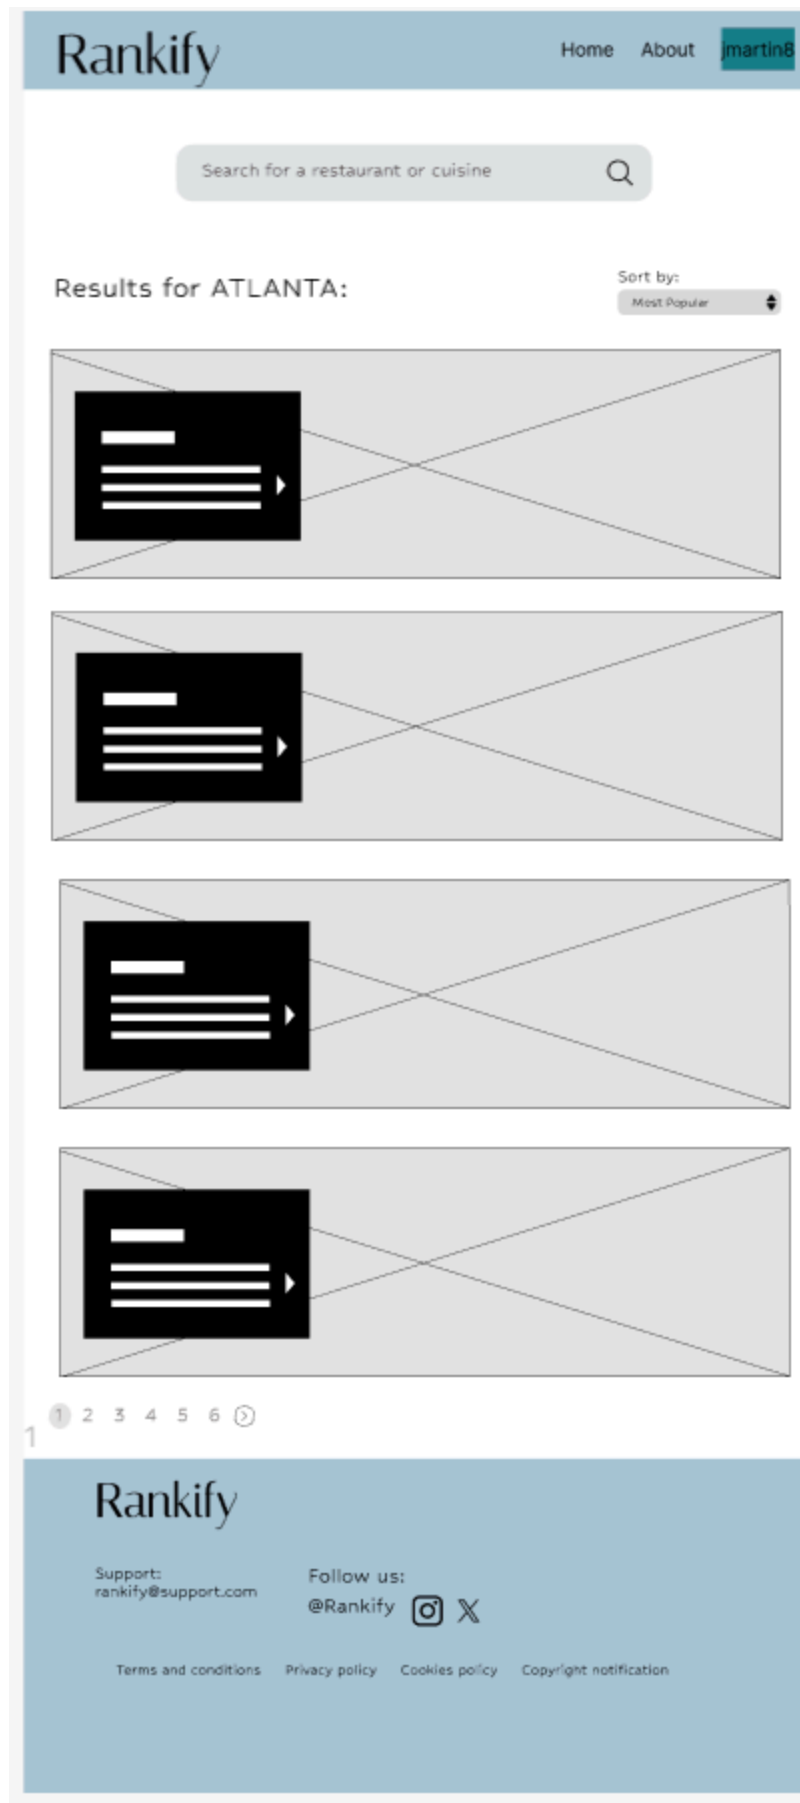 Rankify
Home About jmartin8
Search for a restaurant or cuisine
Results for ATLANTA:
Sort by:
Most Popular
1 2 3 4 5 6
1
Rankify
Support:
rankify@support.com
Follow us:
@Rankify
Terms and conditions Privacy policy Cookies policy Copyright notification